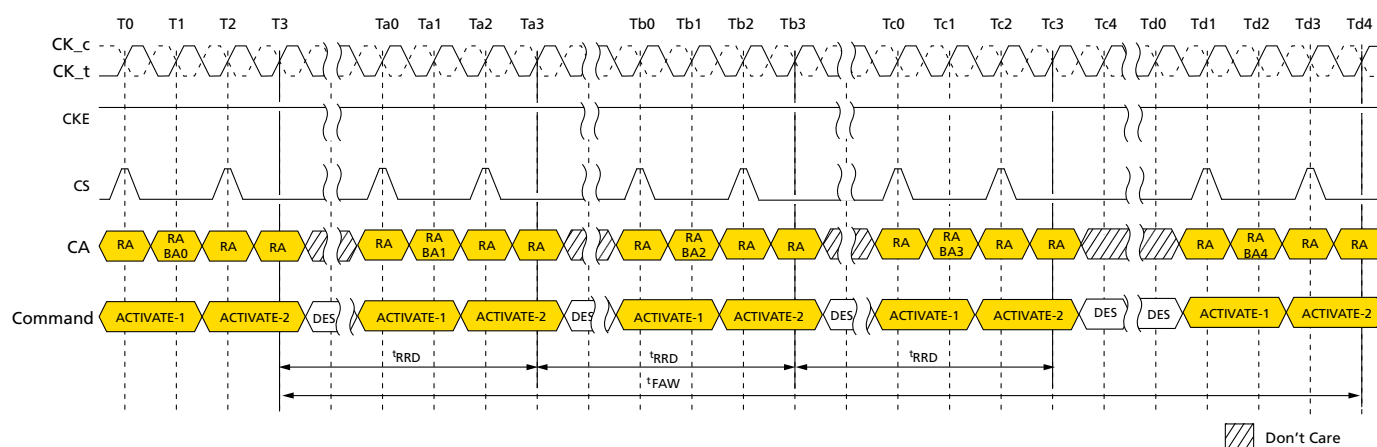 T0 T1 T2 T3 Ta0 Ta1 Ta2 Ta3 Tb0 Tb1 Tb2 Tb3 Tc0 Tc1 Tc2 Tc3 Tc4 Td0 Td1 Td2 Td3 Td4
CK_c
CK_t
CKE
CS
CA RA RA BA0 RA RA RA RA BA1 RA RA RA RA BA2 RA RA RA RA BA3 RA RA RA RA BA4 RA RA
Command ACTIVATE-1 ACTIVATE-2 DES ACTIVATE-1 ACTIVATE-2 DES ACTIVATE-1 ACTIVATE-2 DES ACTIVATE-1 ACTIVATE-2 DES DES ACTIVATE-1 ACTIVATE-2
tRRD tRRD tRRD
tFAW
Don't Care